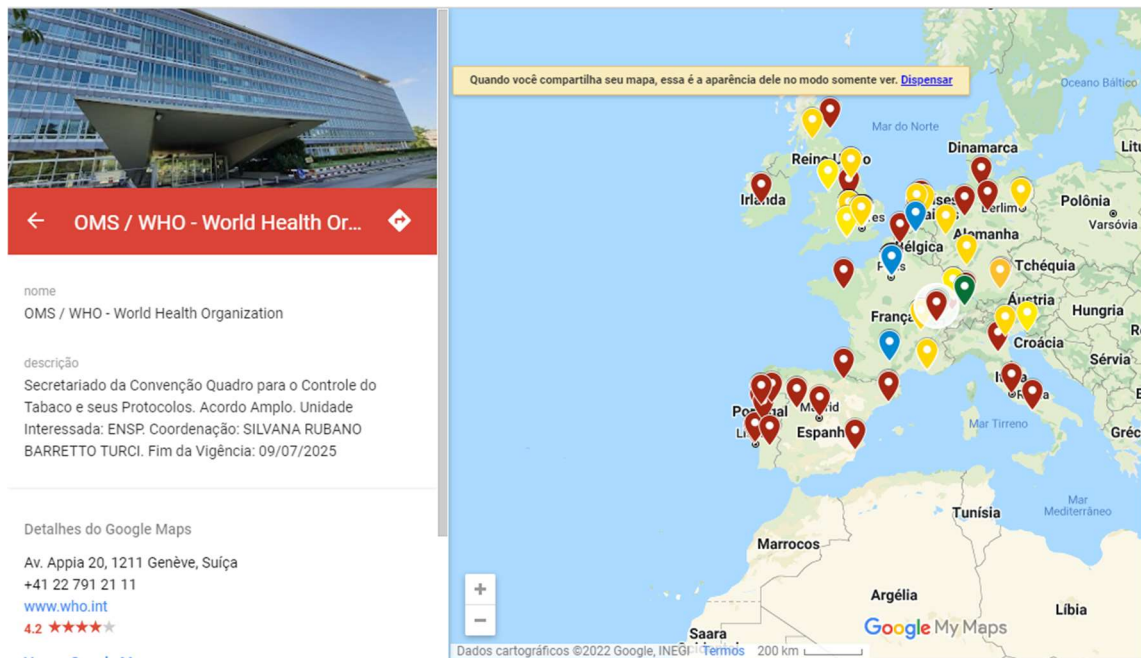 OMS / WHO - World Health Or...
nome
OMS / WHO - World Health Organization
descrição
Secretariado da Convenção Quadro para o Controle do
Tabaco e seus Protocolos. Acordo Amplo. Unidade
Interessada: ENSP. Coordenação: SILVANA RUBANO
BARRETTO TURCI. Fim da Vigência: 09/07/2025
Detalhes do Google Maps
Av. Appia 20, 1211 Genève, Suíça
+41 22 791 21 11
www.who.int
4.2
Quando você compartilha seu mapa, essa é a aparência dele no modo somente ver. Dispensar
Oceano Báltico
Mar do Norte
Dinamarca
Irlanda
Polônia
Varsóvia
Alemanha
Tchéquia
Áustria
Hungria
França
Croácia
Sérvia
Mar Tirreno
Mar
Mediterrâneo
Tunísia
Marrocos
Argélia
Líbia
Saara
Google My Maps
Dados cartográficos ©2022 Google, INEGI
Termos
200 km